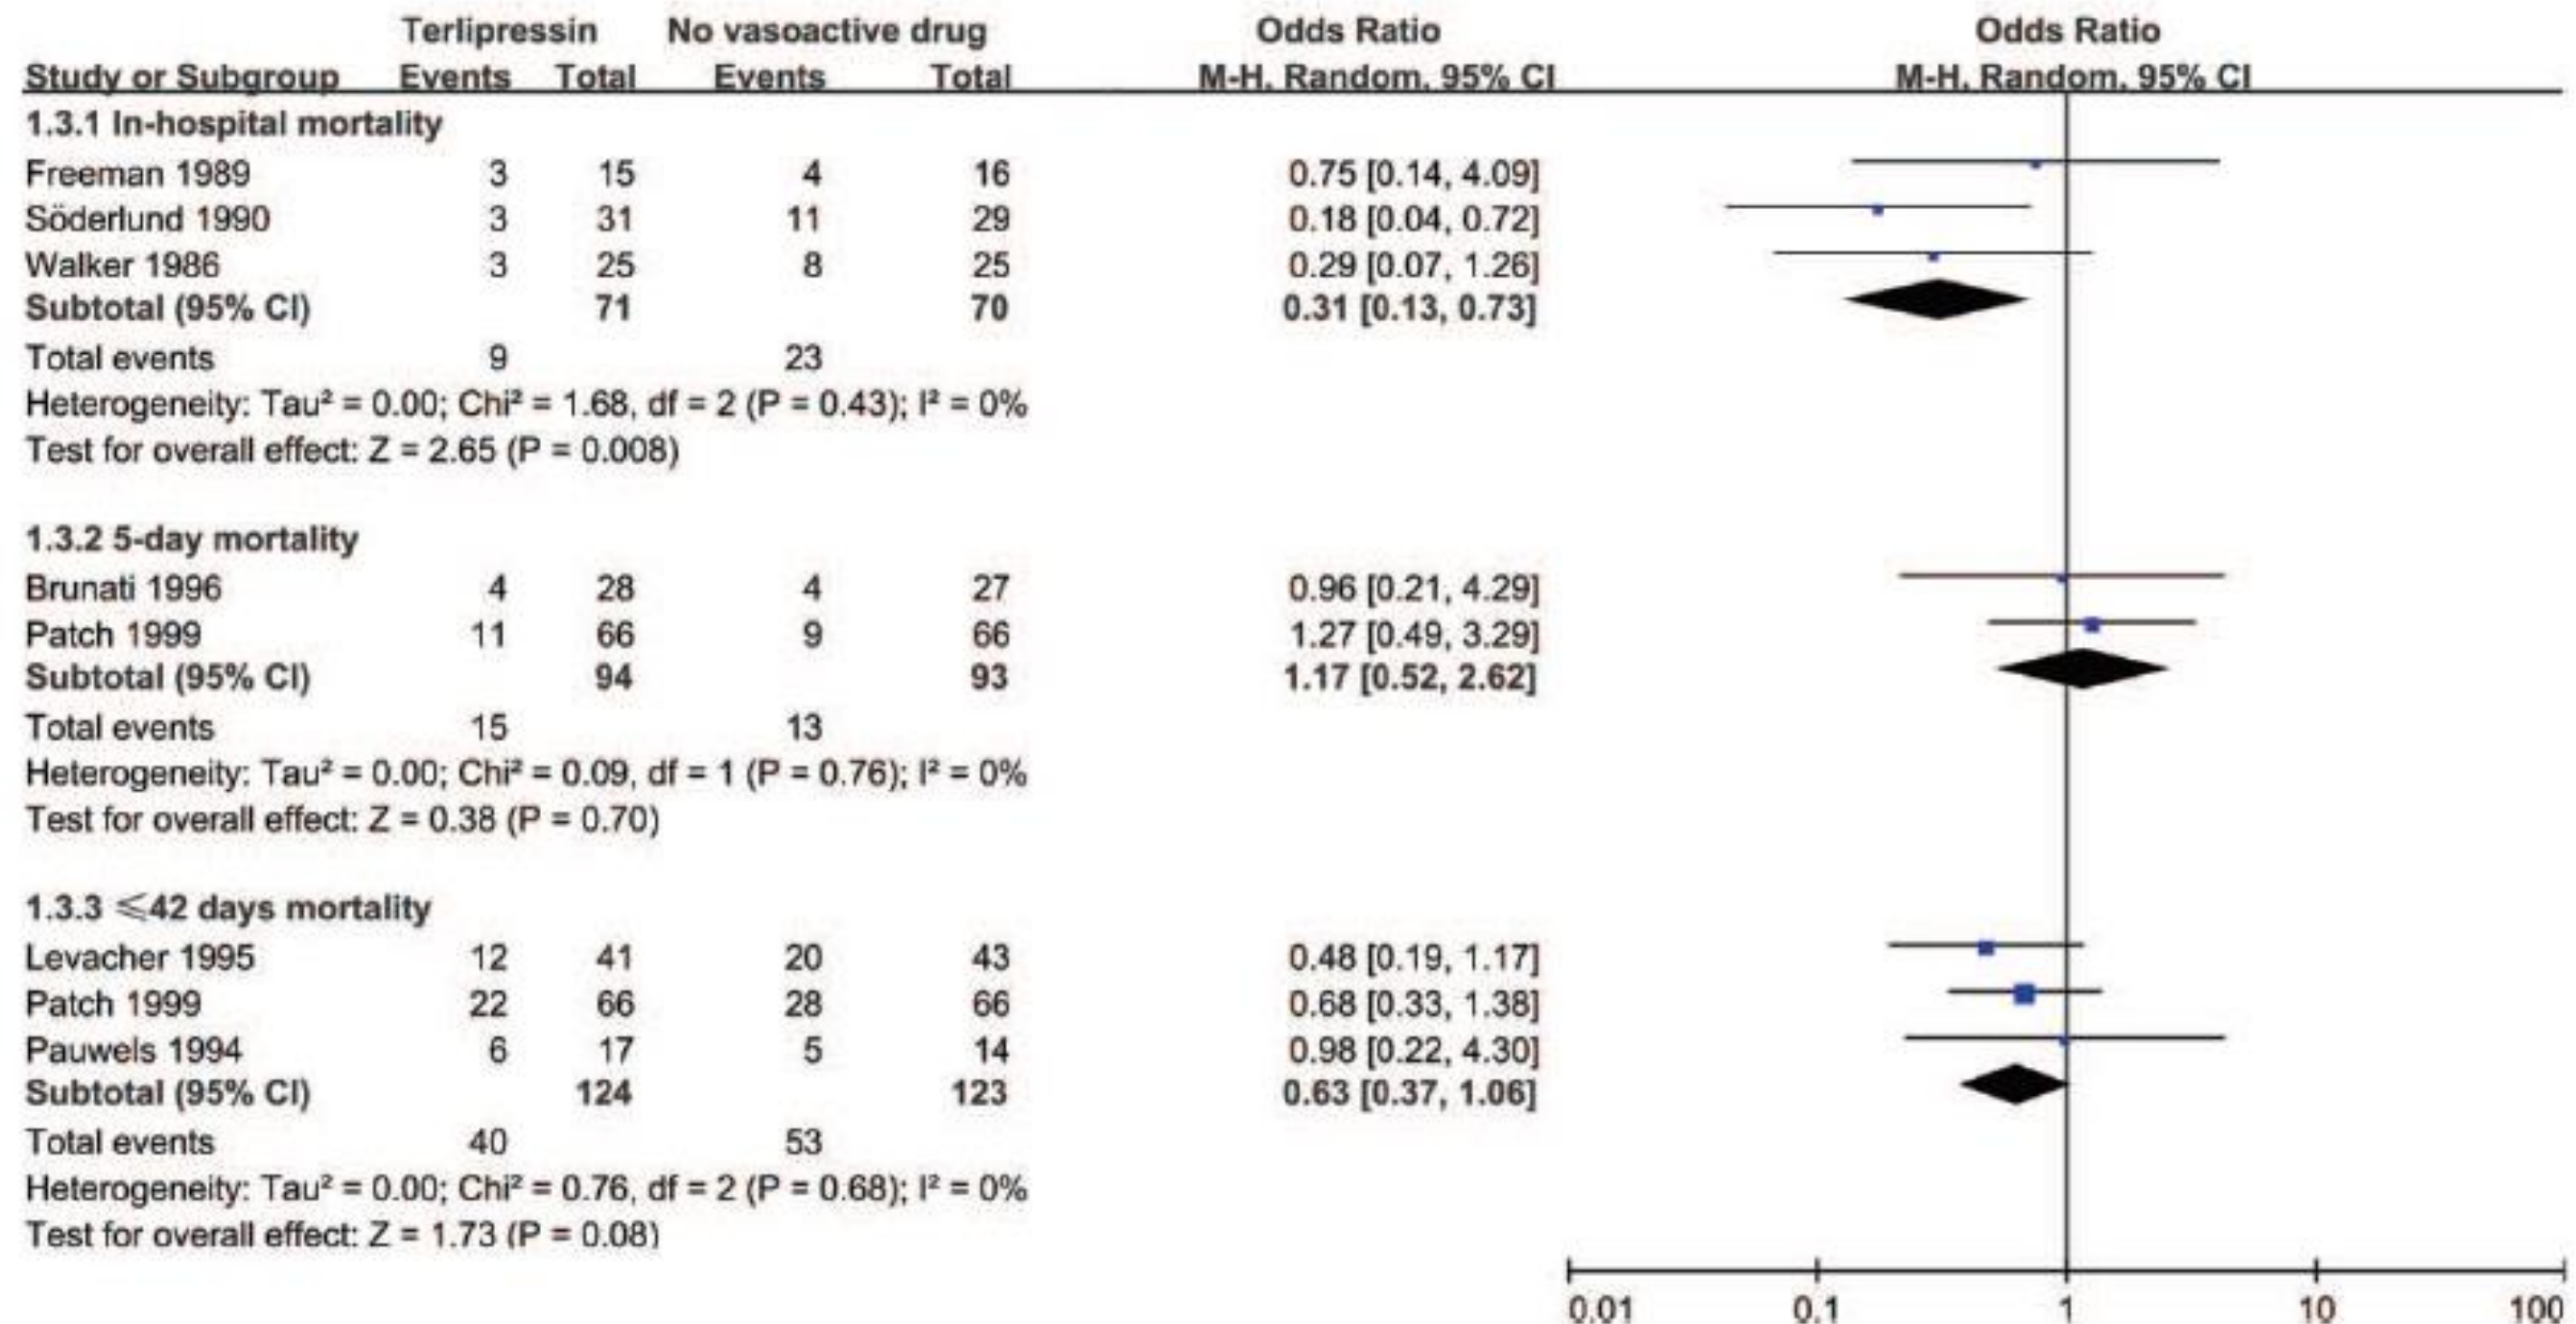 Terlipressin No vasoactive drug Odds Ratio Odds Ratio
Study or Subgroup Events Total Events Total M-H, Random, 95% CI M-H, Random, 95% CI
1.3.1 In-hospital mortality
Freeman 1989 3 15 4 16 0.75 [0.14, 4.09]
Söderlund 1990 3 31 11 29 0.18 [0.04, 0.72]
Walker 1986 3 25 8 25 0.29 [0.07, 1.26]
Subtotal (95% CI) 71 70 0.31 [0.13, 0.73]
Total events 9 23
Heterogeneity: Tau² = 0.00; Chi² = 1.68, df = 2 (P = 0.43); I² = 0%
Test for overall effect: Z = 2.65 (P = 0.008)
1.3.2 5-day mortality
Brunati 1996 4 28 4 27 0.96 [0.21, 4.29]
Patch 1999 11 66 9 66 1.27 [0.49, 3.29]
Subtotal (95% CI) 94 93 1.17 [0.52, 2.62]
Total events 15 13
Heterogeneity: Tau² = 0.00; Chi² = 0.09, df = 1 (P = 0.76); I² = 0%
Test for overall effect: Z = 0.38 (P = 0.70)
1.3.3 ⩽42 days mortality
Levacher 1995 12 41 20 43 0.48 [0.19, 1.17]
Patch 1999 22 66 28 66 0.68 [0.33, 1.38]
Pauwels 1994 6 17 5 14 0.98 [0.22, 4.30]
Subtotal (95% CI) 124 123 0.63 [0.37, 1.06]
Total events 40 53
Heterogeneity: Tau² = 0.00; Chi² = 0.76, df = 2 (P = 0.68); I² = 0%
Test for overall effect: Z = 1.73 (P = 0.08)
0.01 0.1 1 10 100